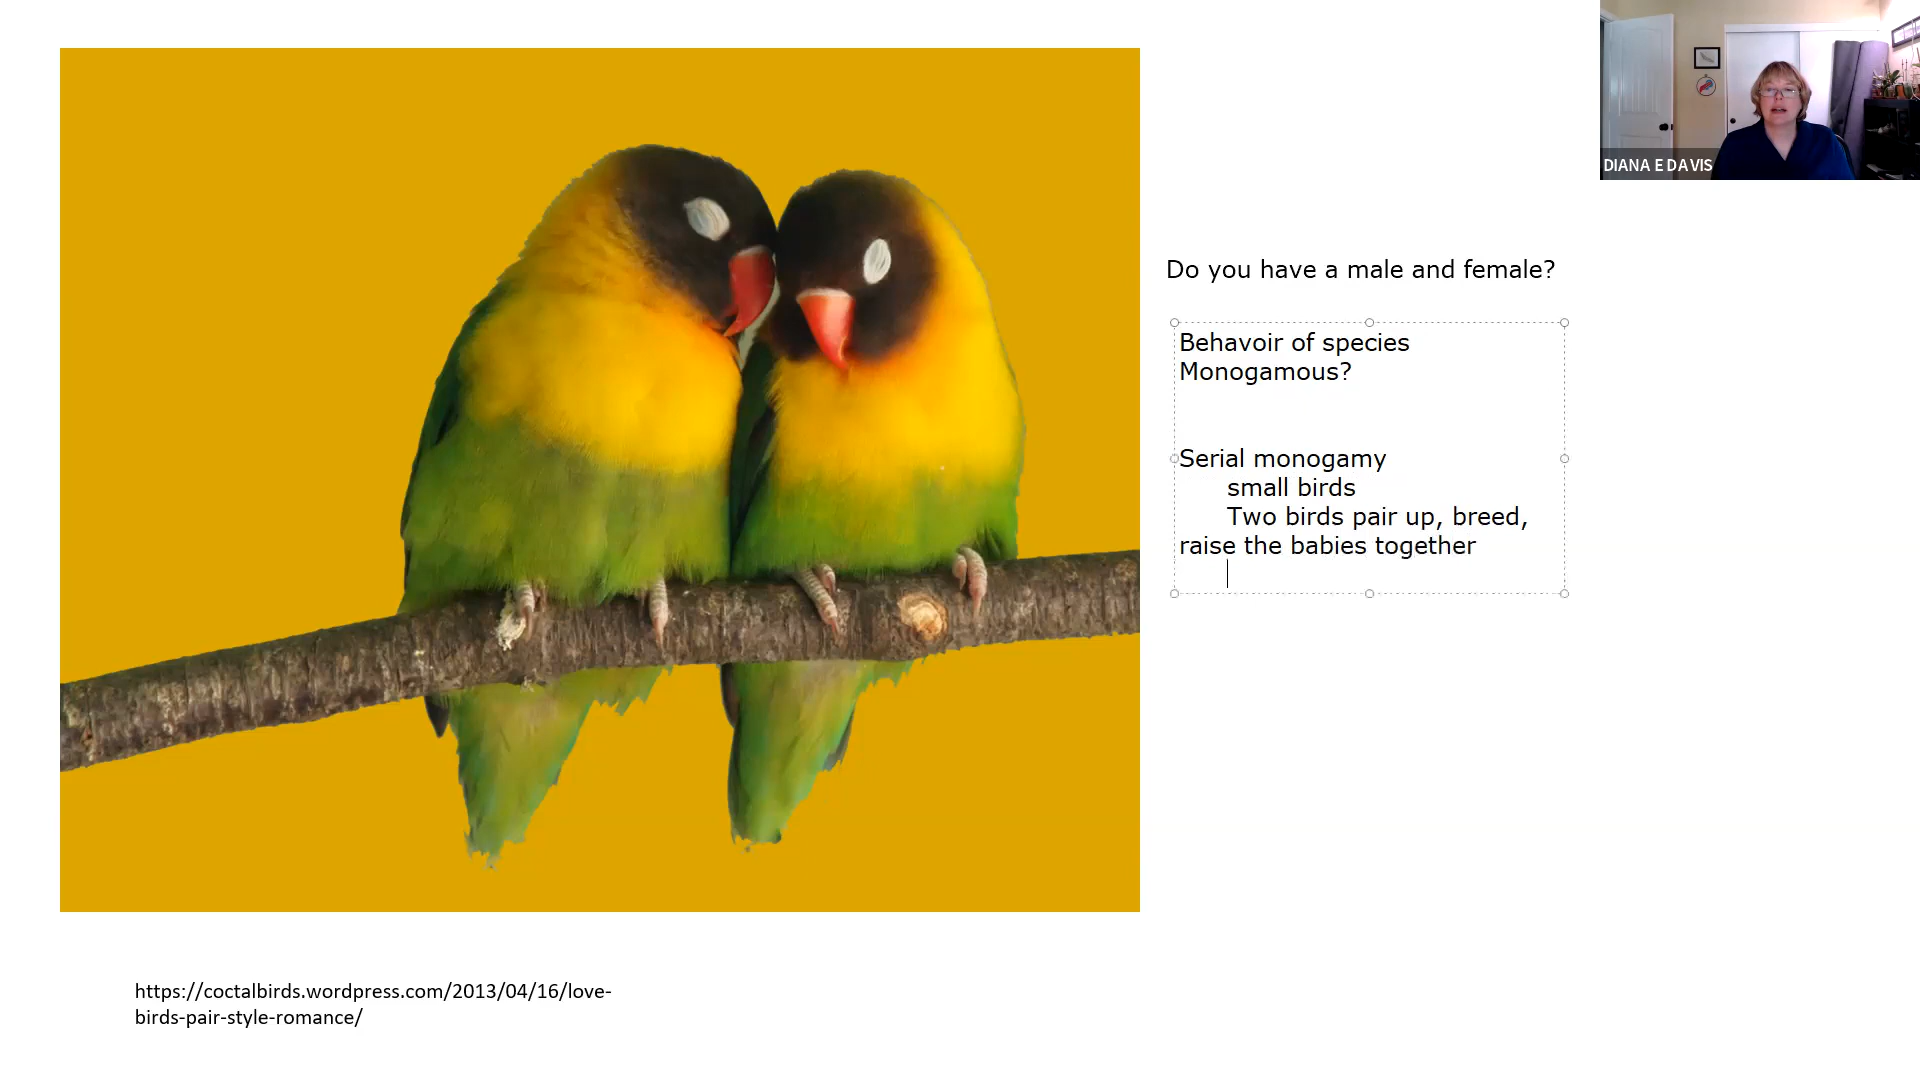 DIANA E DAVIS
Do you have a male and female?
Behavoir of species
Monogamous?
Serial monogamy
small birds
Two birds pair up, breed,
raise the babies together
https://coctalbirds.wordpress.com/2013/04/16/love-
birds-pair-style-romance/